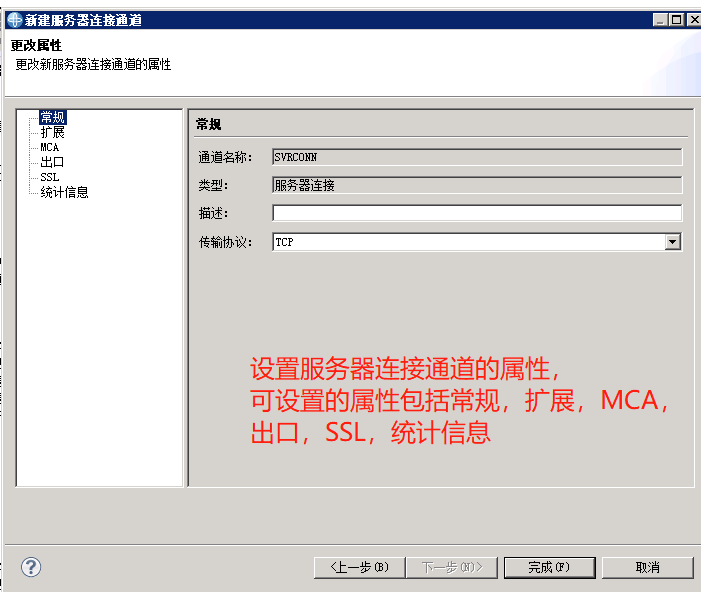 新建服务器连接通道
更改属性
更改新服务器连接通道的属性
常规
扩展
MCA
出口
SSL
统计信息
常规
通道名称： SVRCONN
类型： 服务器连接
描述：
传输协议： TCP
设置服务器连接通道的属性，
可设置的属性包括常规，扩展，MCA，
出口，SSL，统计信息
<上一步(B) 下一步(N)> 完成(F) 取消